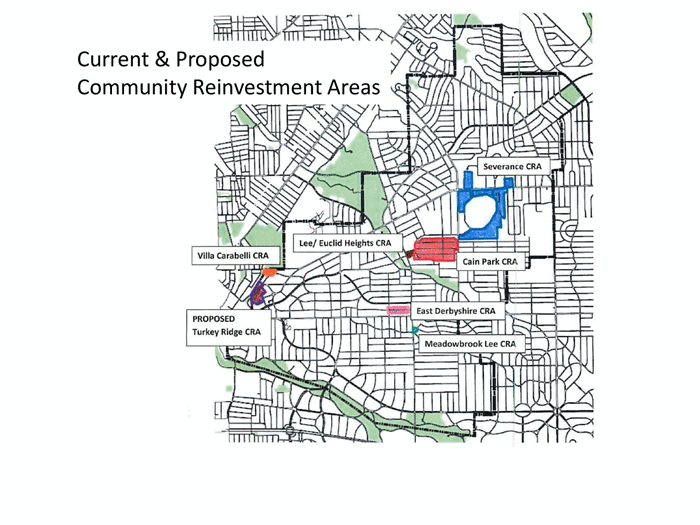 Current & Proposed
Community Reinvestment Areas
Severance CRA
Lee/ Euclid Heights CRA
Villa Carabelli CRA
Cain Park CRA
PROPOSED
Turkey Ridge CRA
East Derbyshire CRA
Meadowbrook Lee CRA